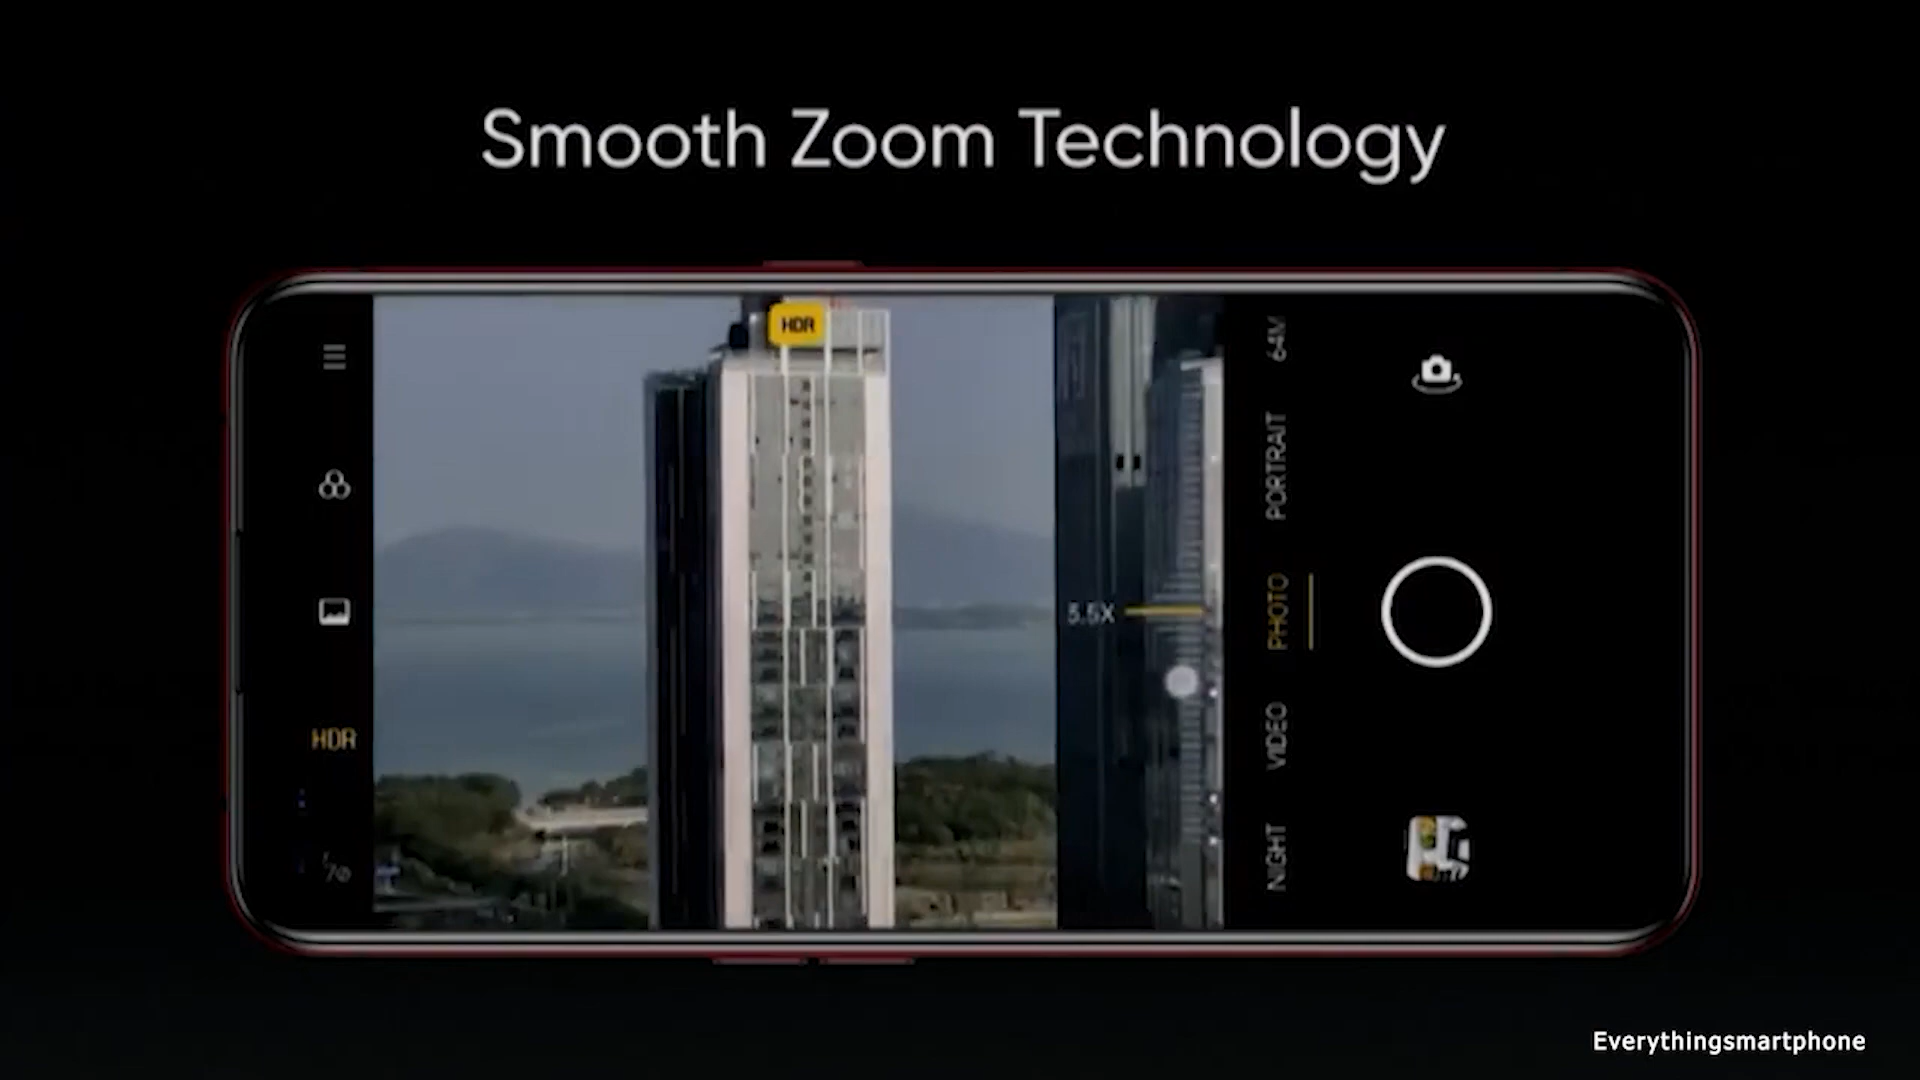 Smooth Zoom Technology
HDR
64M
PORTRAIT
5.5X
PHOTO
VIDEO
HDR
NIGHT
Everythingsmartphone